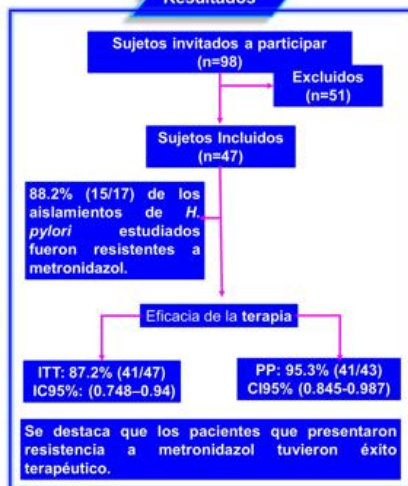 Resultados
Sujetos invitados a participar
(n=98)
Excluidos
(n=51)
Sujetos Incluidos
(n=47)
88.2% (15/17) de los
aislamientos de H.
pylori estudiados
fueron resistentes a
metronidazol.
Eficacia de la terapia
ITT: 87.2% (41/47)
IC95%: (0.748–0.94)
PP: 95.3% (41/43)
CI95% (0.845-0.987)
Se destaca que los pacientes que presentaron
resistencia a metronidazol tuvieron éxito
terapéutico.